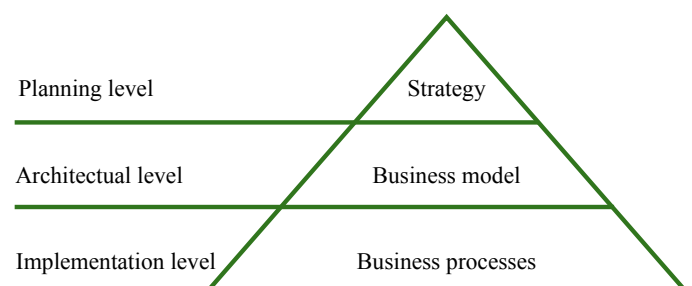 Planning level
Strategy
Architectual level
Business model
Implementation level
Business processes